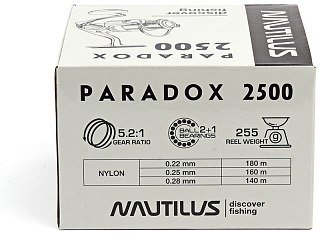 discover
fishing
2500
NAUTILUS
PARADOX 2500
5.2:1
GEAR RATIO
BALL 2+1
BEARINGS
255 g
REEL WEIGHT
NYLON
0.22 mm 180 m
0.25 mm 160 m
0.28 mm 140 m
NAUTILUS discover
fishing